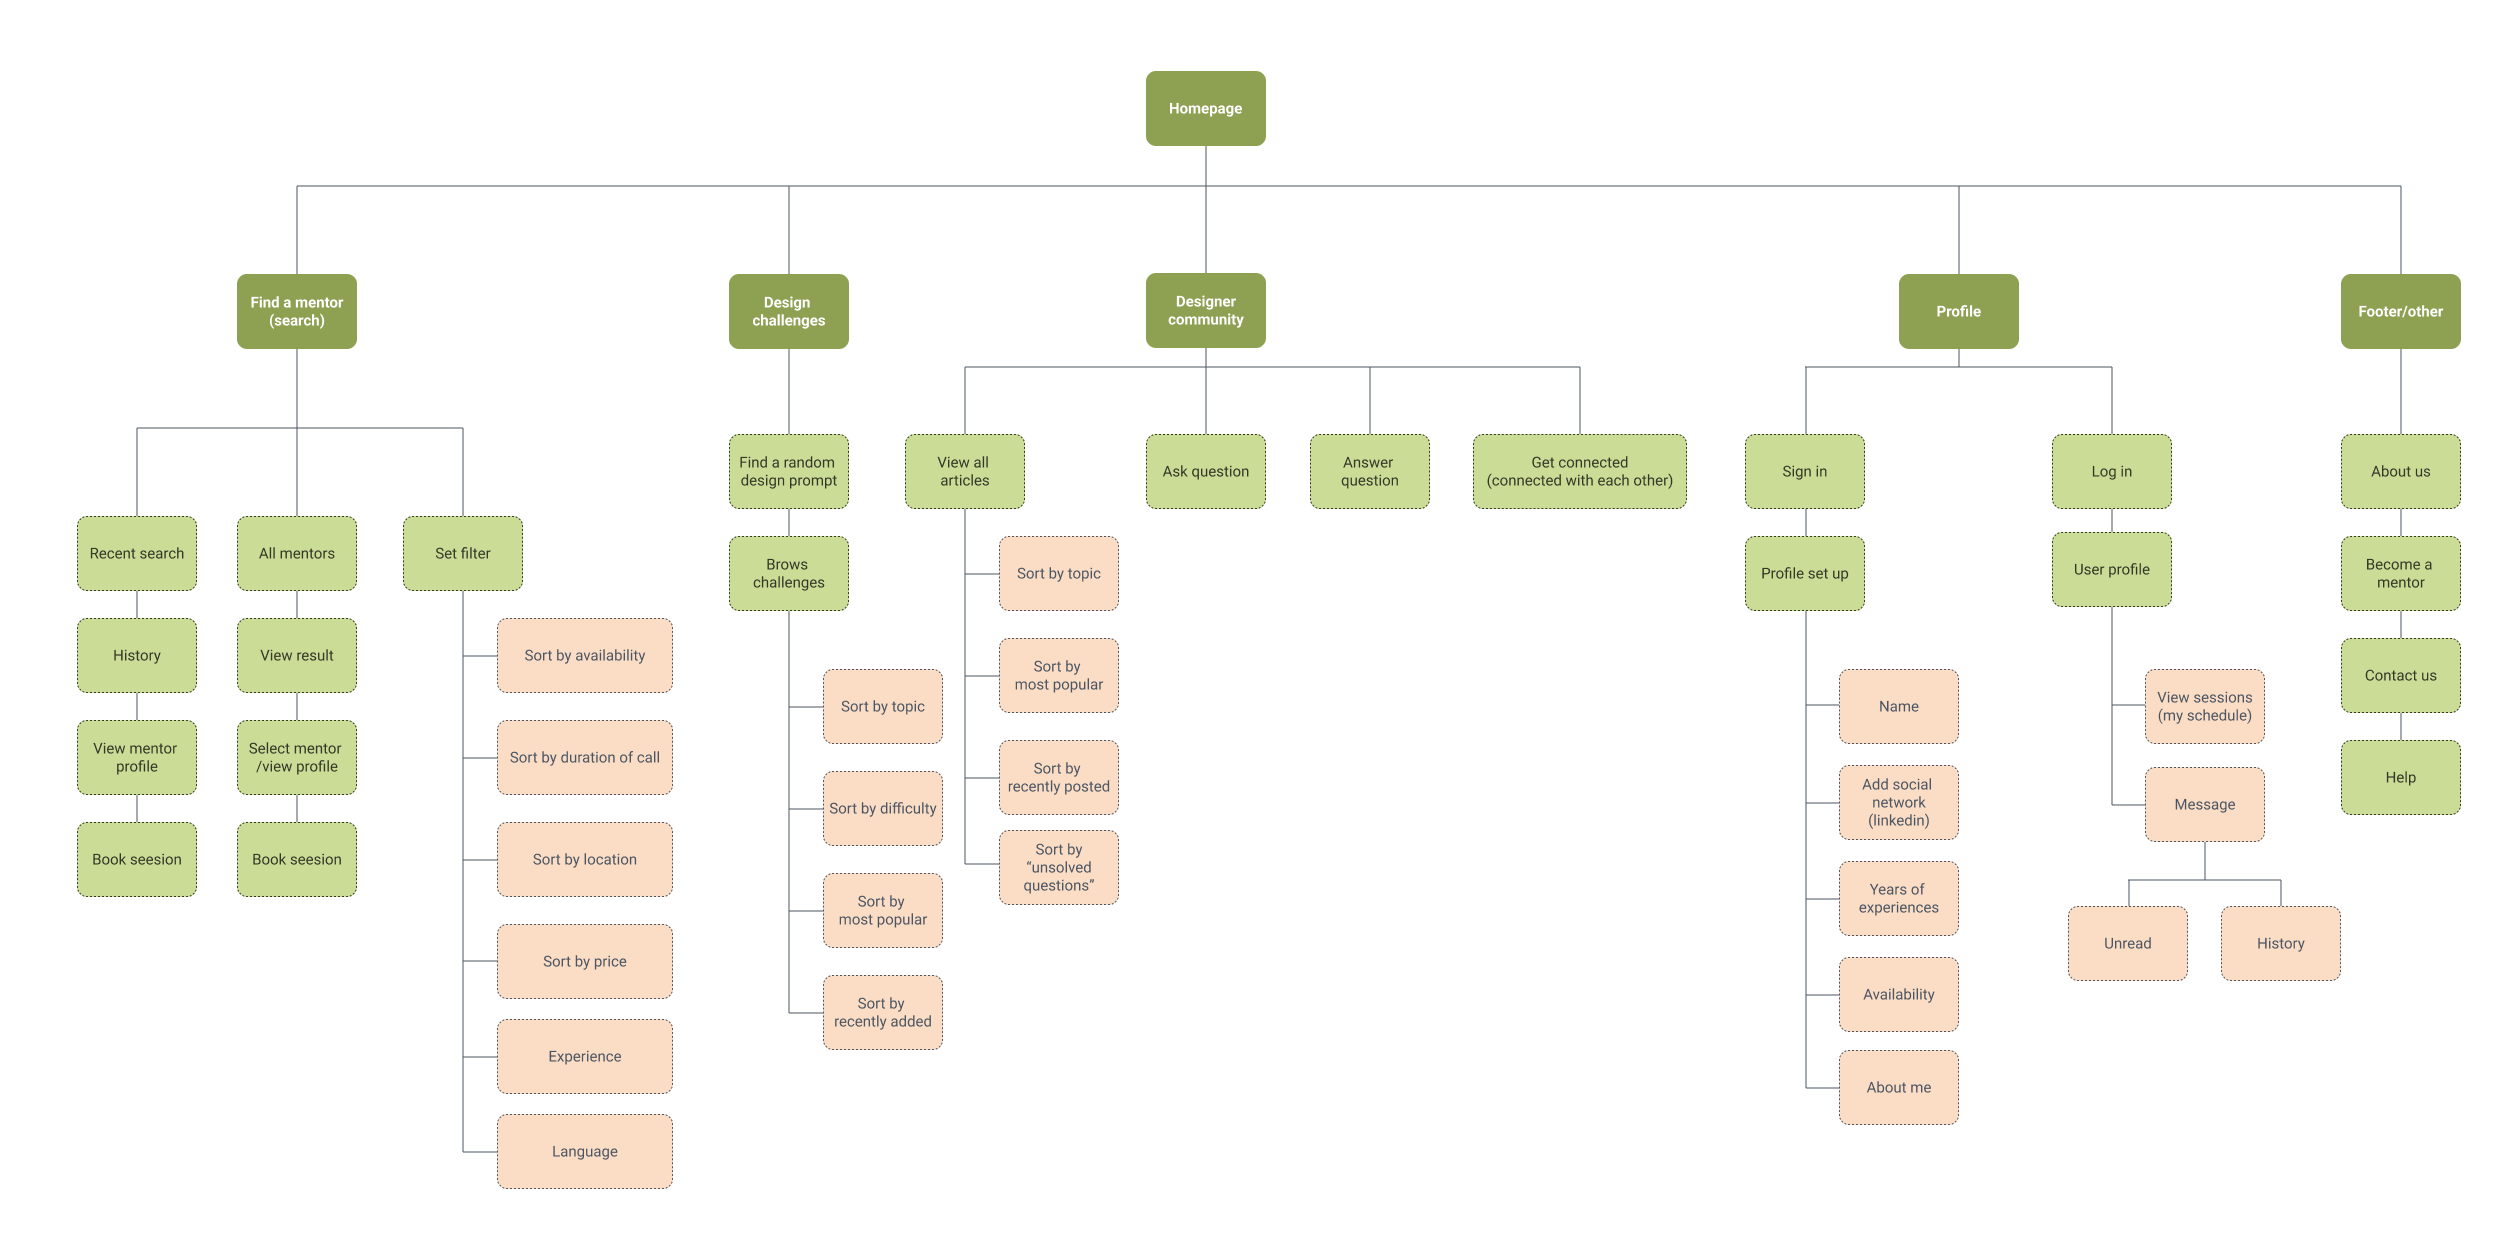 Homepage
Find a mentor
(search)
Design
challenges
Designer
community
Profile
Footer/other
Recent search
History
View mentor
profile
Book seesion
All mentors
View result
Select mentor
/view profile
Book seesion
Set filter
Sort by availability
Sort by duration of call
Sort by location
Sort by price
Experience
Language
Find a random
design prompt
Brows
challenges
Sort by topic
Sort by difficulty
Sort by
most popular
Sort by
recently added
View all
articles
Sort by topic
Sort by
most popular
Sort by
recently posted
Sort by
“unsolved
questions”
Ask question
Answer
question
Get connected
(connected with each other)
Sign in
Profile set up
Name
Add social
network
(linkedin)
Years of
experiences
Availability
About me
Log in
User profile
View sessions
(my schedule)
Message
Unread
History
About us
Become a
mentor
Contact us
Help